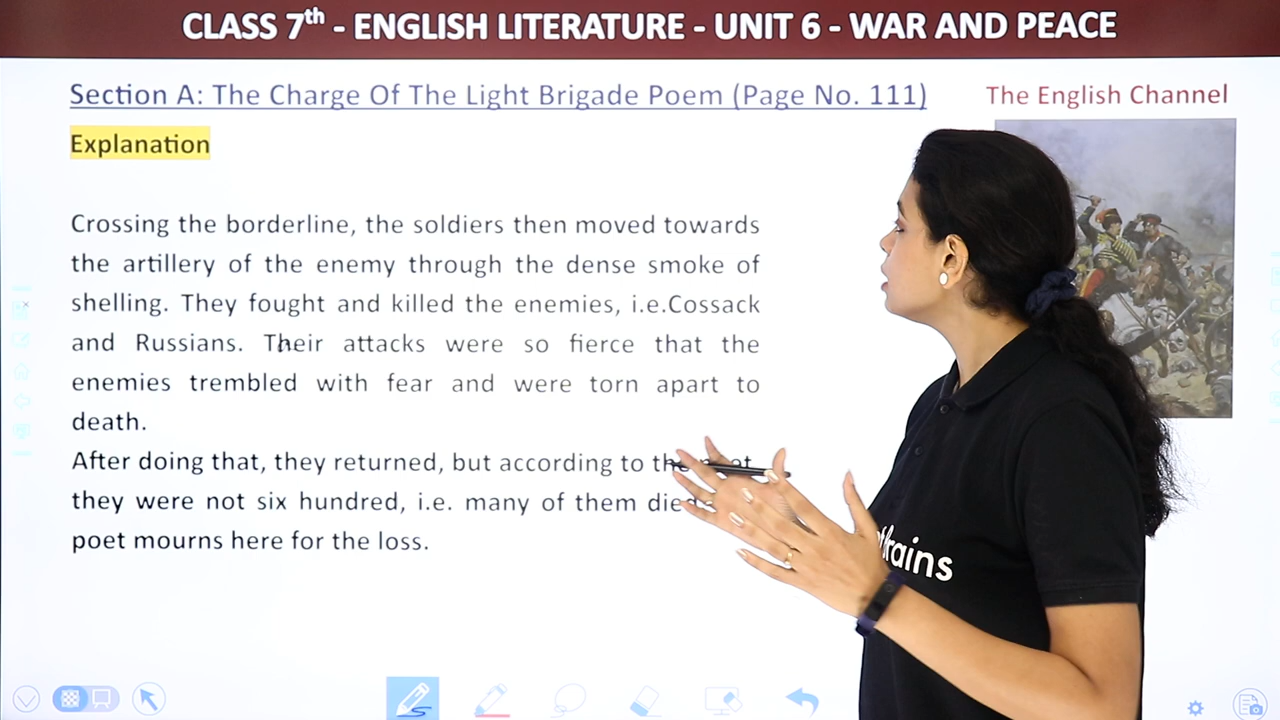 CLASS 7th - ENGLISH LITERATURE - UNIT 6 - WAR AND PEACE
Section A: The Charge Of The Light Brigade Poem (Page No. 111)
The English Channel
Explanation
Crossing the borderline, the soldiers then moved towards
the artillery of the enemy through the dense smoke of
shelling. They fought and killed the enemies, i.e.Cossack
and Russians. Their attacks were so fierce that the
enemies trembled with fear and were torn apart to
death.
After doing that, they returned, but according to the
they were not six hundred, i.e. many of them died
poet mourns here for the loss.